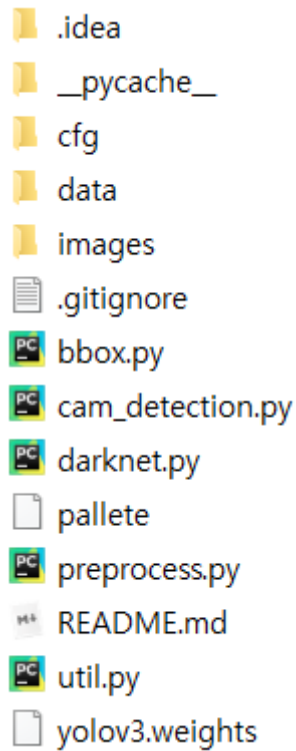 .idea
__pycache__
cfg
data
images
.gitignore
bbox.py
cam_detection.py
darknet.py
pallete
preprocess.py
README.md
util.py
yolov3.weights